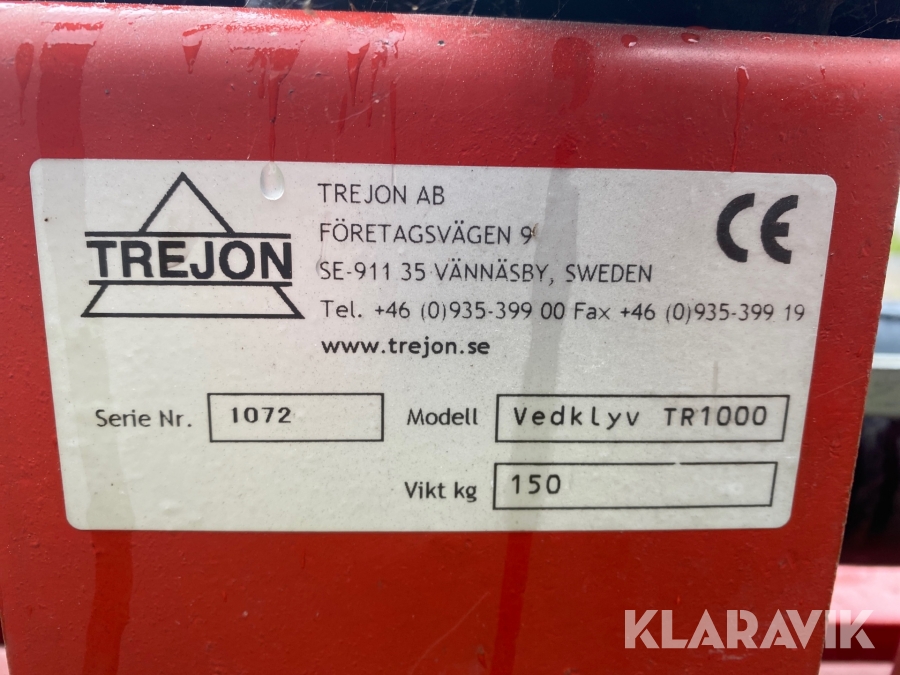 TREJON
TREJON AB
FÖRETAGSVÄGEN 9
SE-911 35 VÄNNÄSBY, SWEDEN
Tel. +46 (0)935-399 00 Fax +46 (0)935-399 19
www.trejon.se
CE
Serie Nr. 1072 Modell Vedklyv TR1000
Vikt kg 150
KLARAVIK